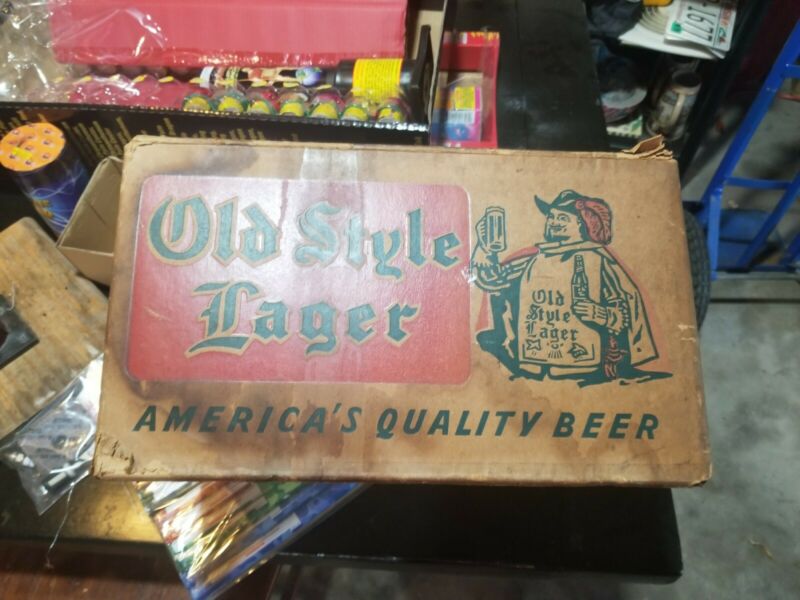 Old Style
Lager
Old
Style
Lager
AMERICA'S QUALITY BEER